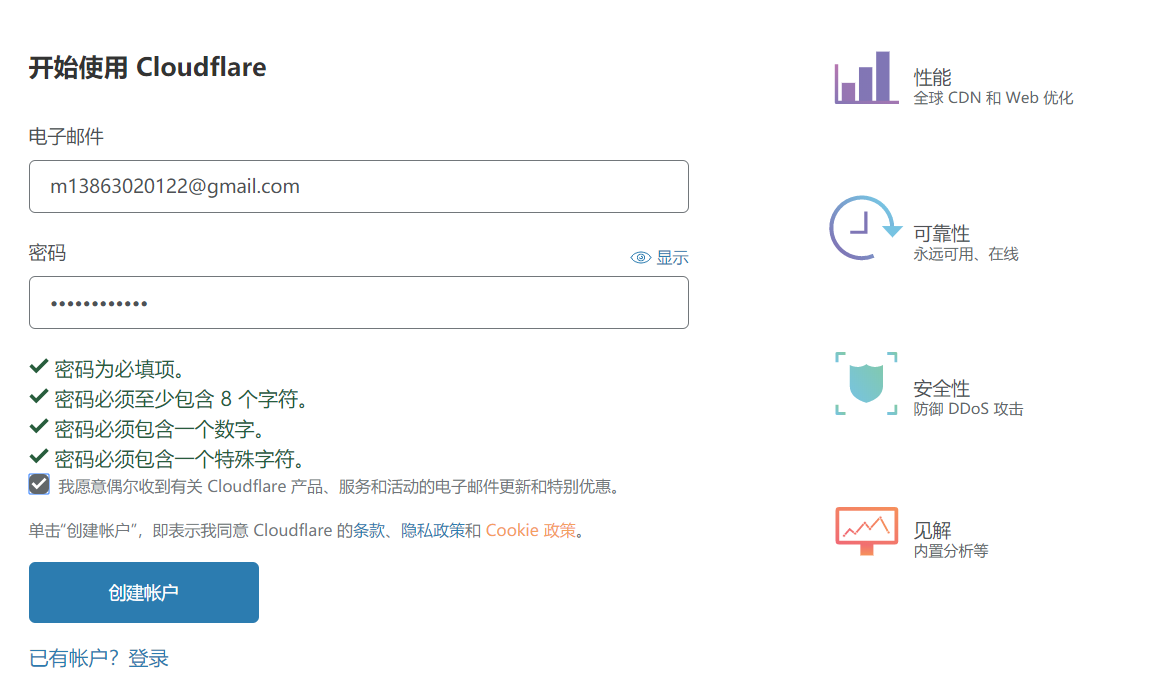 开始使用 Cloudflare
电子邮件
m13863020122@gmail.com
密码
显示
••••••••••••
密码为必填项。
密码必须至少包含 8 个字符。
密码必须包含一个数字。
密码必须包含一个特殊字符。
我愿意偶尔收到有关 Cloudflare 产品、服务和活动的电子邮件更新和特别优惠。
单击“创建帐户”，即表示我同意 Cloudflare 的条款、隐私政策和 Cookie 政策。
创建帐户
已有帐户？登录
性能
全球 CDN 和 Web 优化
可靠性
永远可用、在线
安全性
防御 DDoS 攻击
见解
内置分析等